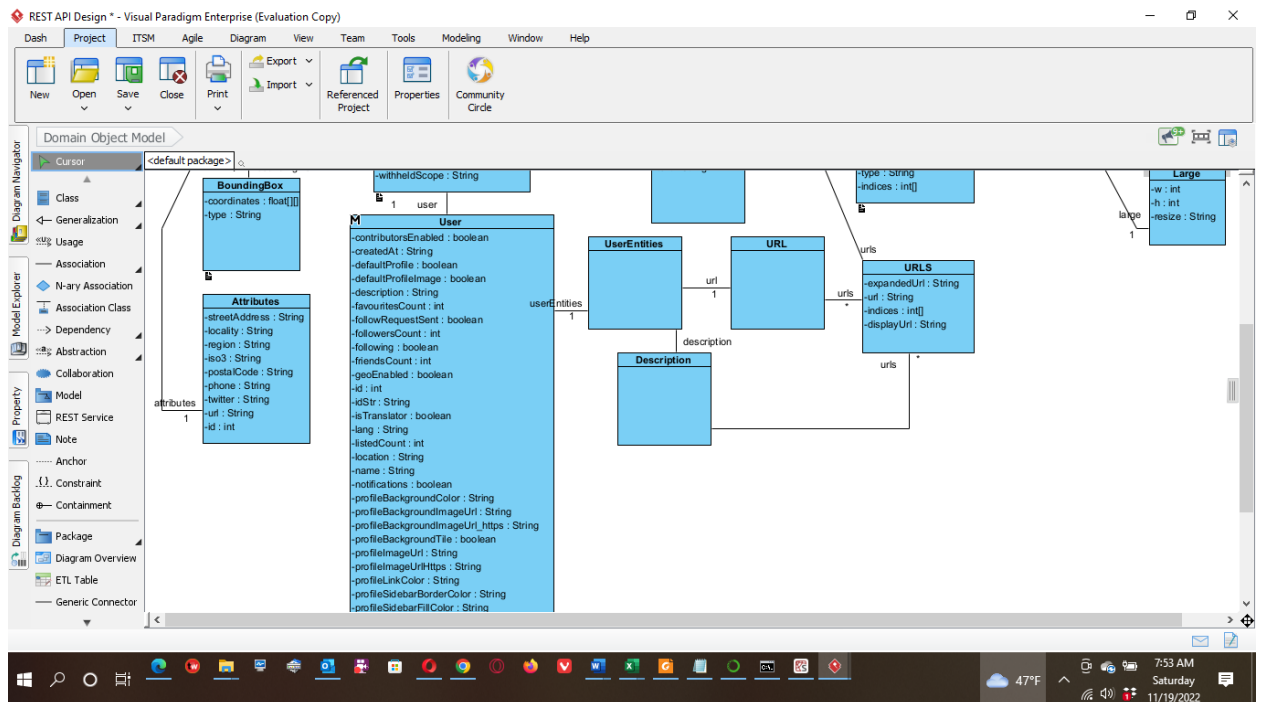 REST API Design * - Visual Paradigm Enterprise (Evaluation Copy)
Dash Project ITSM Agile Diagram View Team Tools Modeling Window Help
New
Open
Save
Close
Print
Export
Import
Referenced
Project
Properties
Community
Circle
Diagram Navigator
Model Explorer
Property
Diagram Backlog
Domain Object Model
9+
Cursor
Class
Generalization
Usage
Association
N-ary Association
Association Class
Dependency
Abstraction
Collaboration
Model
REST Service
Note
Anchor
Constraint
Containment
Package
Diagram Overview
ETL Table
Generic Connector
<default package>
BoundingBox
-coordinates : float[][]
-type : String
Attributes
-streetAddress : String
-locality : String
-region : String
-iso3 : String
-postalCode : String
-phone : String
-twitter : String
-url : String
-id : int
attributes
1
-withheldScope : String
1 user
User
-contributorsEnabled : boolean
-createdAt : String
-defaultProfile : boolean
-defaultProfileImage : boolean
-description : String
-favouritesCount : int
-followRequestSent : boolean
-followersCount : int
-following : boolean
-friendsCount : int
-geoEnabled : boolean
-id : int
-idStr : String
-isTranslator : boolean
-lang : String
-listedCount : int
-location : String
-name : String
-notifications : boolean
-profileBackgroundColor : String
-profileBackgroundImageUrl : String
-profileBackgroundImageUrl_https : String
-profileBackgroundTile : boolean
-profileImageUrl : String
-profileImageUrlHttps : String
-profileLinkColor : String
-profileSidebarBorderColor : String
-profileSidebarFillColor : String
userEntities
1
UserEntities
url
1
URL
urls
*
description
Description
-type : String
-indices : int[]
urls
URLS
-expandedUrl : String
-url : String
-indices : int[]
-displayUrl : String
*
urls
Large
-w : int
-h : int
-resize : String
large
1
47°F
7:53 AM
Saturday
11/19/2022